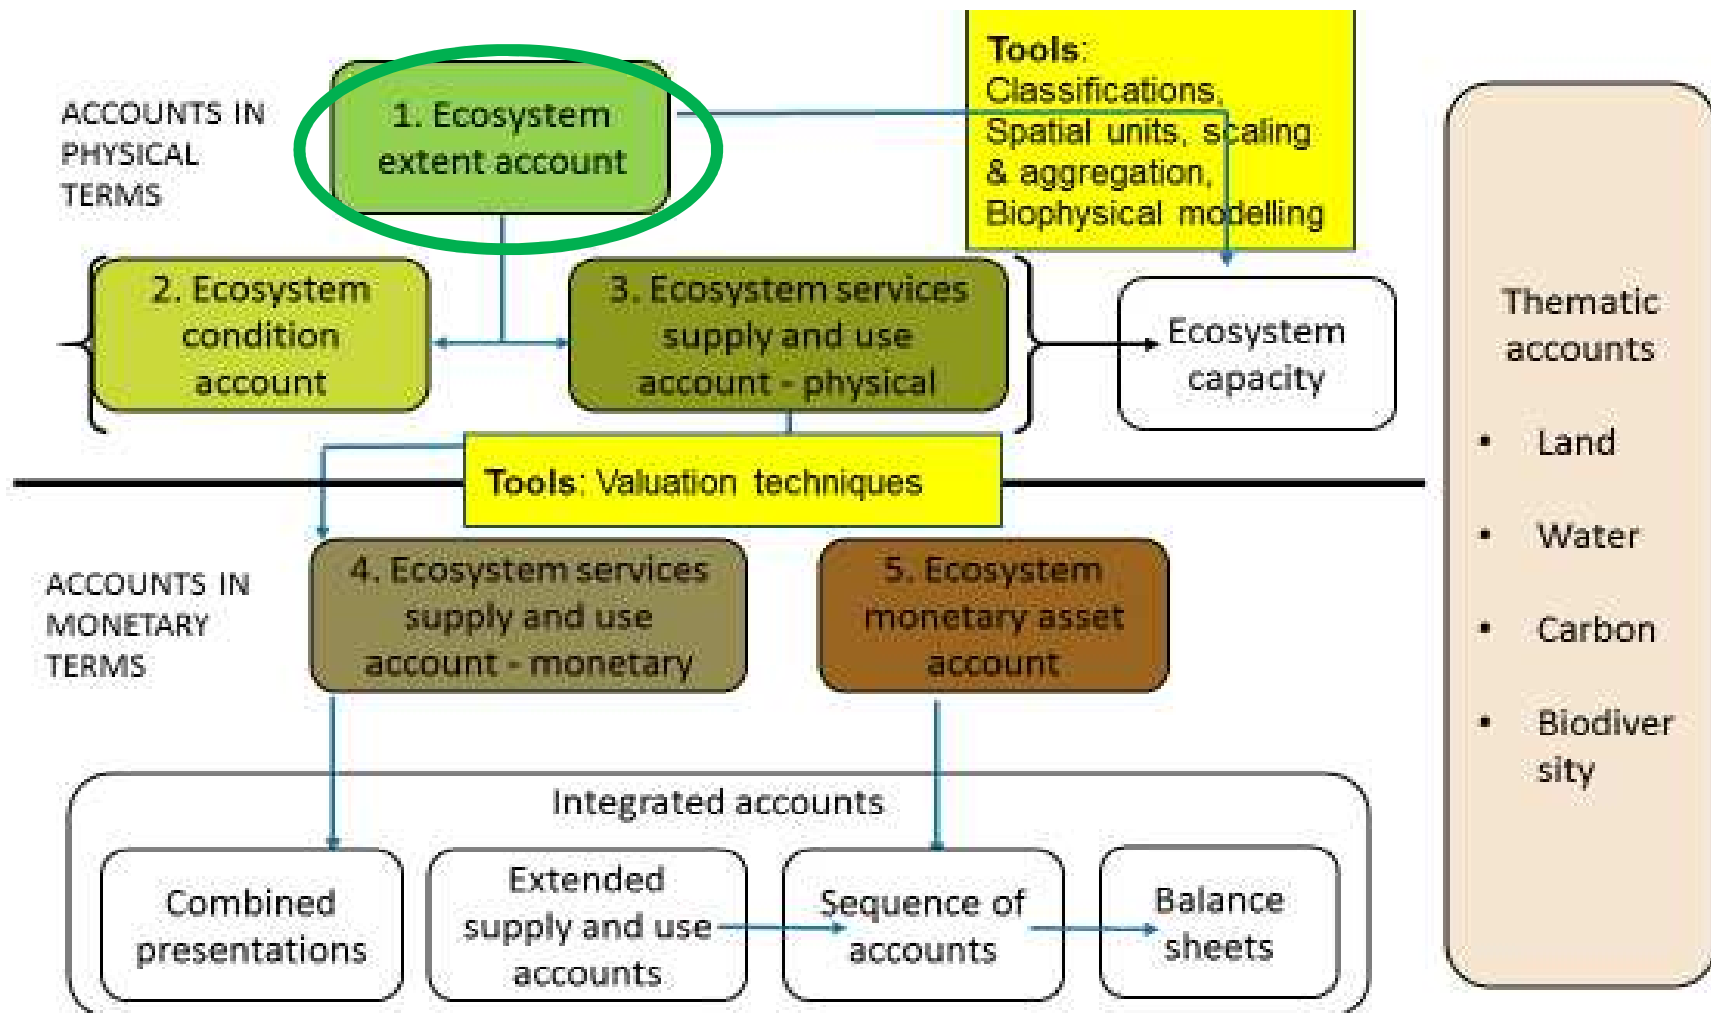 ACCOUNTS IN
PHYSICAL
TERMS
1. Ecosystem
extent account
Tools:
Classifications,
Spatial units, scaling
& aggregation,
Biophysical modelling
2. Ecosystem
condition
account
3. Ecosystem services
supply and use
account - physical
Ecosystem
capacity
Tools: Valuation techniques
ACCOUNTS IN
MONETARY
TERMS
4. Ecosystem services
supply and use
account - monetary
5. Ecosystem
monetary asset
account
Integrated accounts
Combined
presentations
Extended
supply and use
accounts
Sequence of
accounts
Balance
sheets
Thematic
accounts
• Land
• Water
• Carbon
• Biodiver
sity